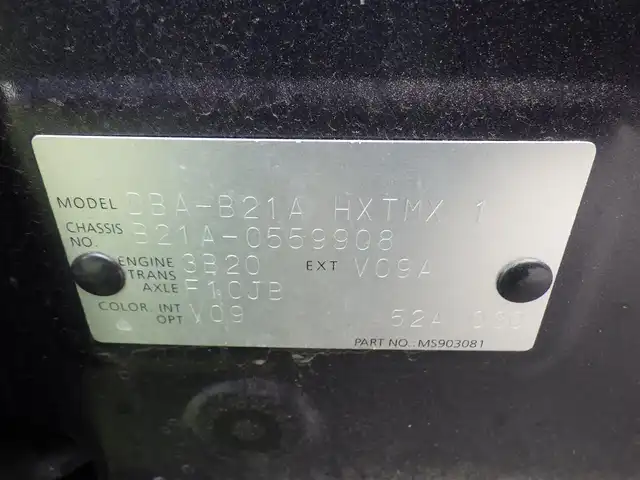 MODEL DBA-B21A HXTMX 1
CHASSIS NO. B21A-0559908
ENGINE 3B20 EXT V09A
TRANS AXLE F1CJB
COLOR. INT V09
OPT 52A
PART NO.: MS903081